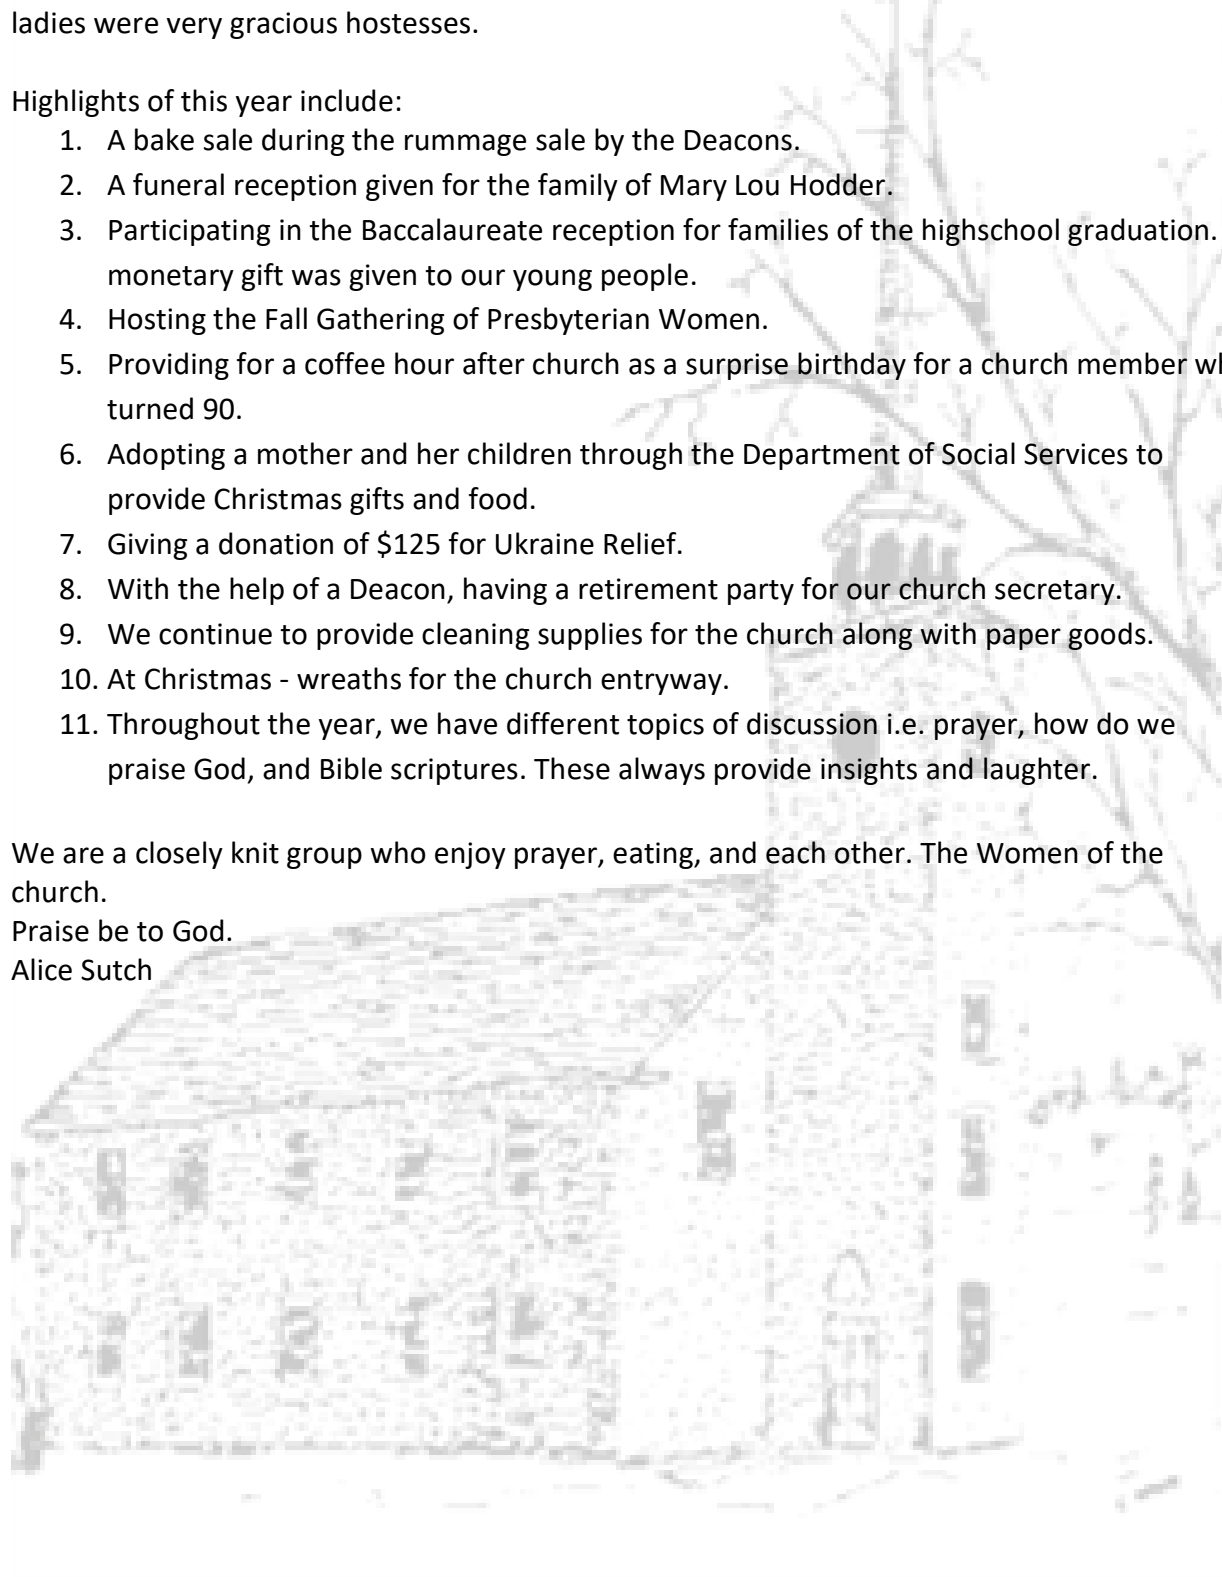 ladies were very gracious hostesses.
Highlights of this year include:
1. A bake sale during the rummage sale by the Deacons.
2. A funeral reception given for the family of Mary Lou Hodder.
3. Participating in the Baccalaureate reception for families of the highschool graduation.
monetary gift was given to our young people.
4. Hosting the Fall Gathering of Presbyterian Women.
5. Providing for a coffee hour after church as a surprise birthday for a church member
turned 90.
6. Adopting a mother and her children through the Department of Social Services to
provide Christmas gifts and food.
7. Giving a donation of $125 for Ukraine Relief.
8. With the help of a Deacon, having a retirement party for our church secretary.
9. We continue to provide cleaning supplies for the church along with paper goods.
10. At Christmas - wreaths for the church entryway.
11. Throughout the year, we have different topics of discussion i.e. prayer, how do we
praise God, and Bible scriptures. These always provide insights and laughter.
We are a closely knit group who enjoy prayer, eating, and each other. The Women of the
church.
Praise be to God.
Alice Sutch